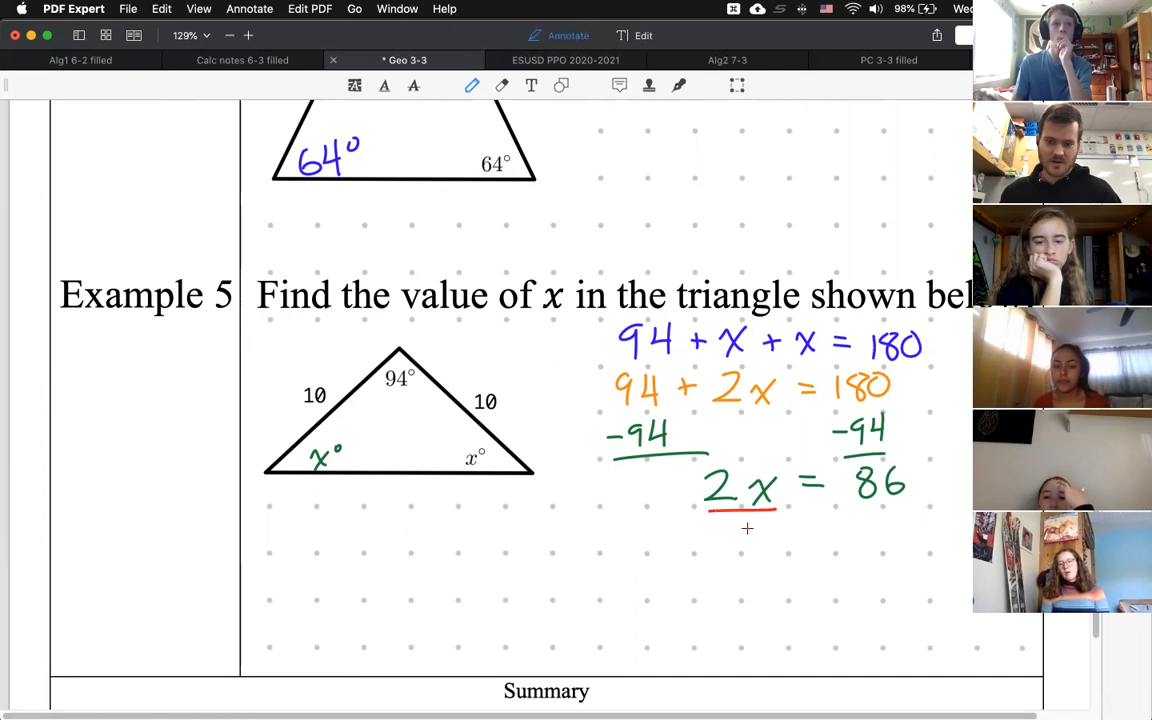 PDF Expert File Edit View Annotate Edit PDF Go Window Help 98% Wed
129% Annotate Edit
Alg1 6-2 filled Calc notes 6-3 filled * Geo 3-3 ESUSD PPO 2020-2021 Alg2 7-3 PC 3-3 filled
64° 64°
Example 5 Find the value of x in the triangle shown bel
94 + x + x = 180
94 + 2x = 180
-94 -94
2x = 86
94°
10 10
x° x°
Summary